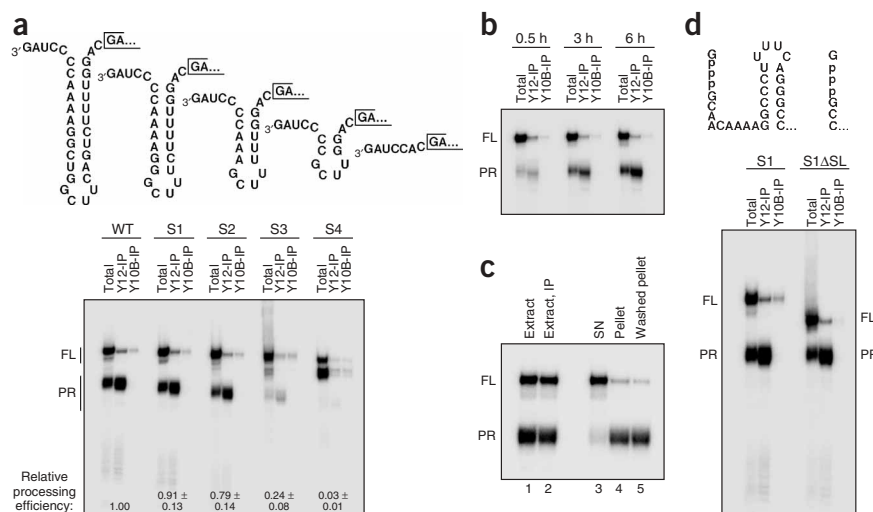 a
3′GAUCC
AC GA...
3′GAUCC
AC GA...
3′GAUCC
AC GA...
3′GAUCC
AC GA...
3′GAUCCAC GA...
WT S1 S2 S3 S4
Total Y12-IP Y10B-IP Total Y12-IP Y10B-IP Total Y12-IP Y10B-IP Total Y12-IP Y10B-IP Total Y12-IP Y10B-IP
FL
PR
Relative
processing
efficiency:
1.00 0.91 ± 0.13 0.79 ± 0.14 0.24 ± 0.08 0.03 ± 0.01
b
0.5 h 3 h 6 h
Total Y12-IP Y10B-IP Total Y12-IP Y10B-IP Total Y12-IP Y10B-IP
FL
PR
c
Extract Extract, IP SN Pellet Washed pellet
FL
PR
1 2 3 4 5
d
GpppGCAACAAAAGCCCUUUUCAGGGC...
GpppGCC...
S1 S1ΔSL
Total Y12-IP Y10B-IP Total Y12-IP Y10B-IP
FL
PR
FL